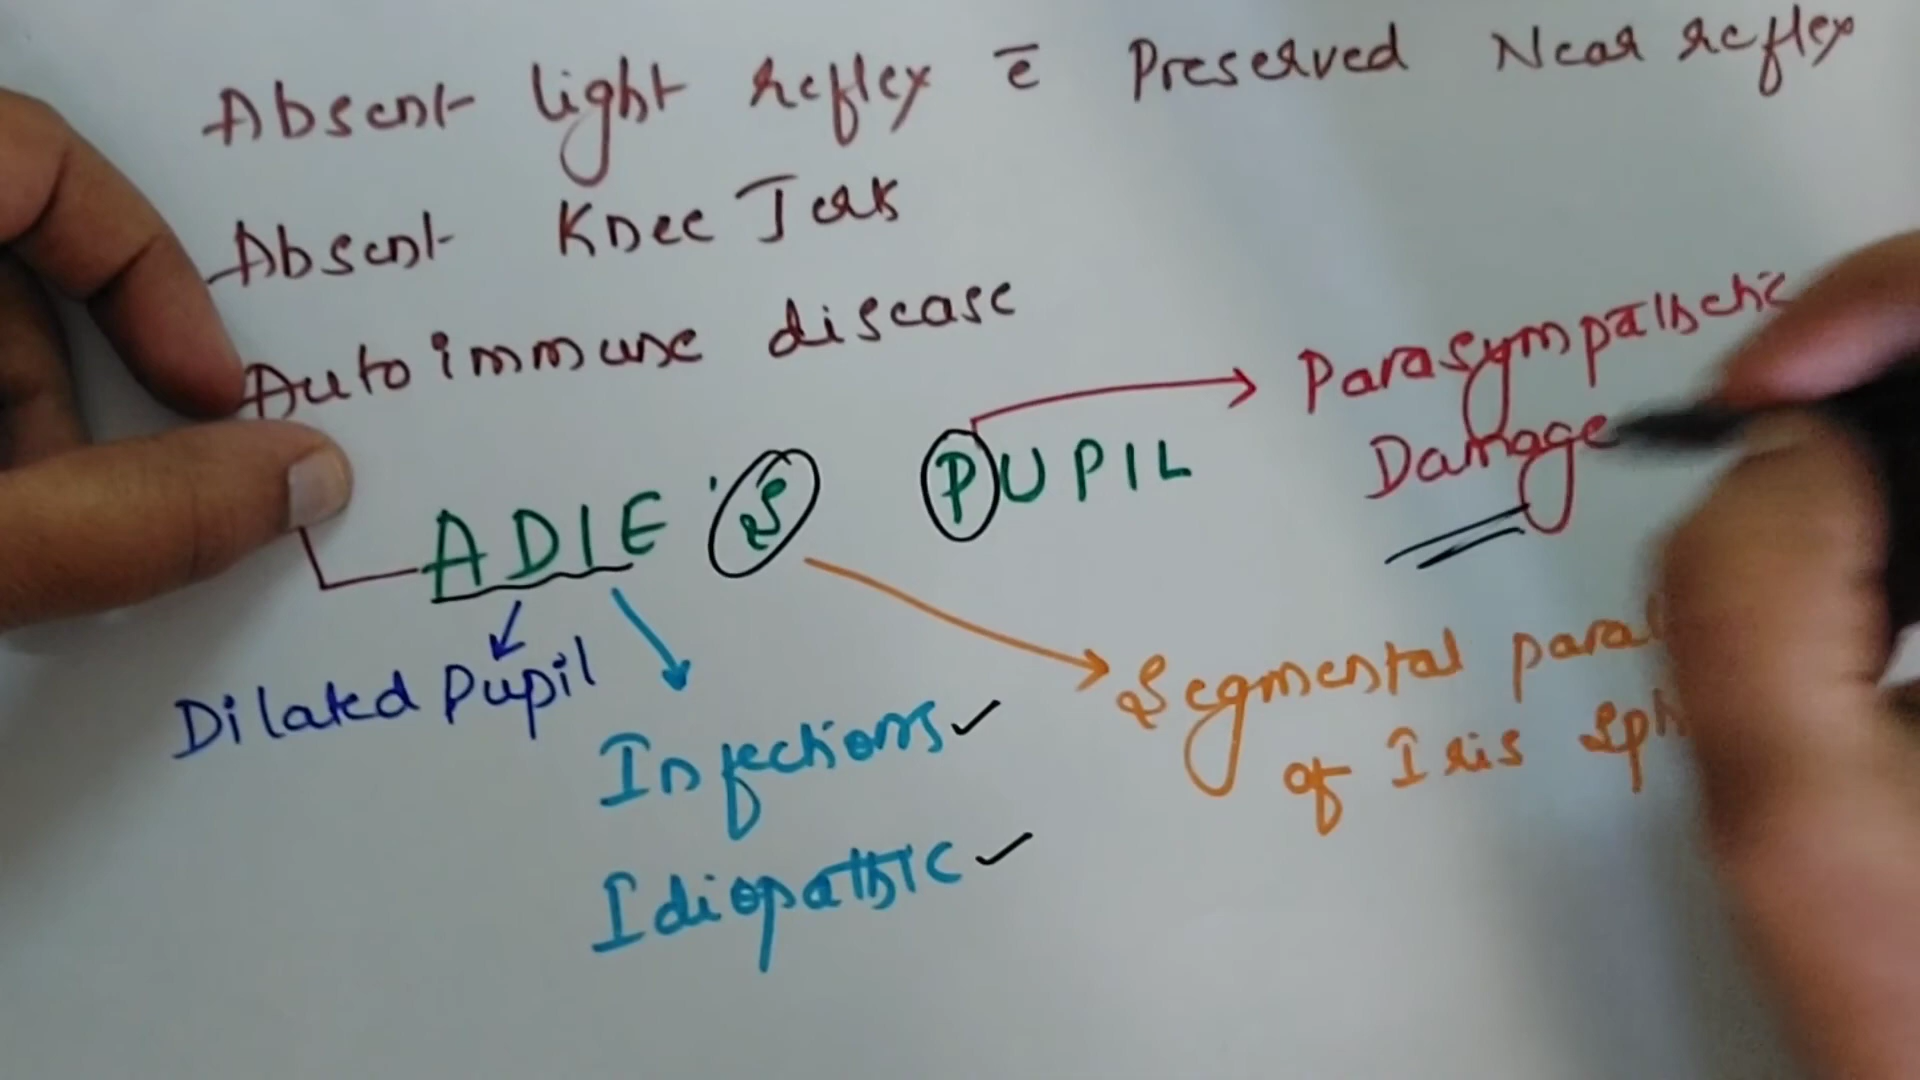 Absent light reflex c̄ Preserved Near reflex
Absent Knee Jerk
Autoimmune disease
ADIE'S PUPIL
Parasympathetic
Damage
Dilated Pupil
Infections ✓
Idiopathic ✓
Segmental
of Iris